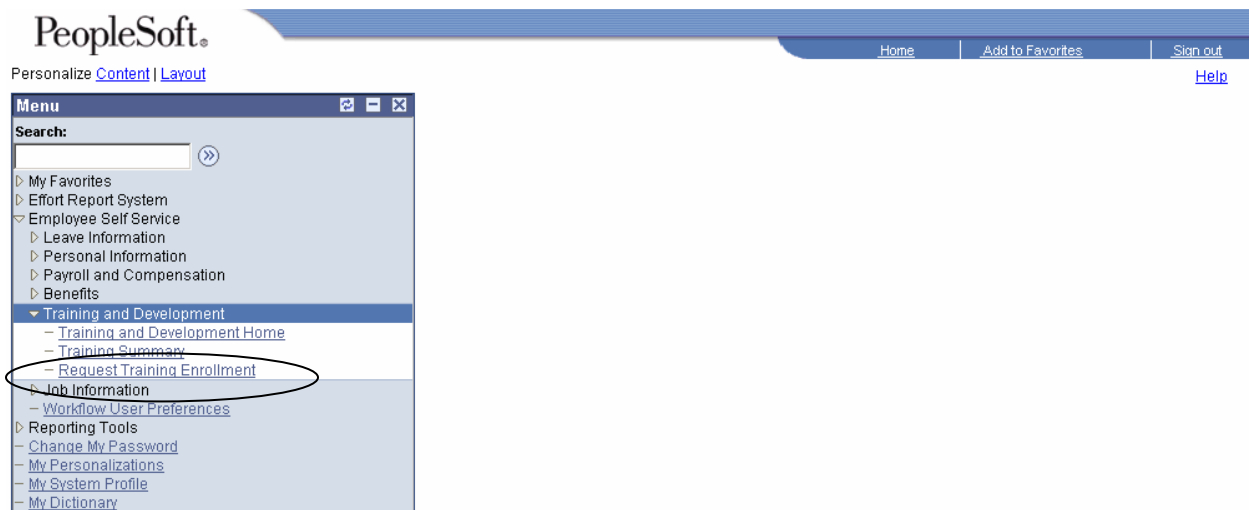 PeopleSoft®
Home Add to Favorites Sign out
Personalize Content | Layout
Help
Menu
Search:
My Favorites
Effort Report System
Employee Self Service
Leave Information
Personal Information
Payroll and Compensation
Benefits
Training and Development
– Training and Development Home
– Training Summary
– Request Training Enrollment
Job Information
– Workflow User Preferences
Reporting Tools
– Change My Password
– My Personalizations
– My System Profile
– My Dictionary